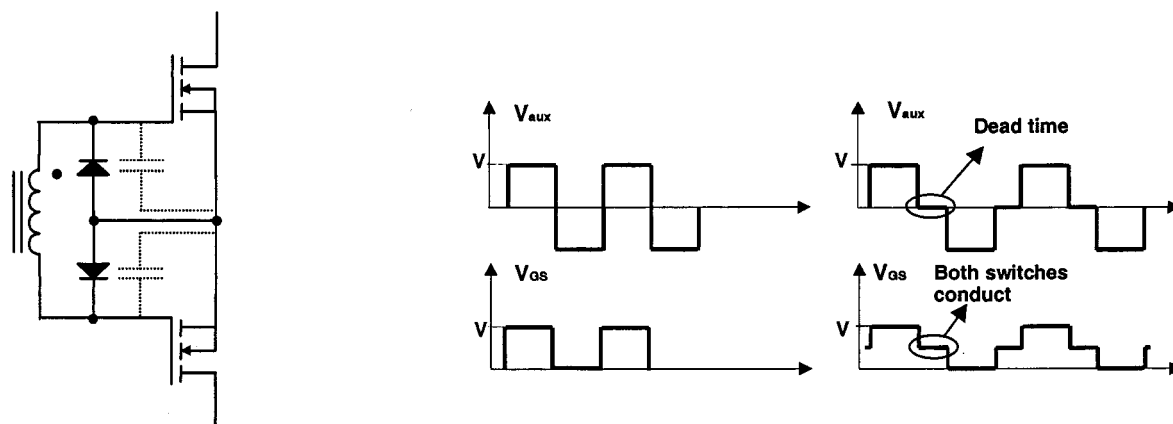 Vaux
V
Vaux
Dead time
V
VGS
V
VGS
Both switches
conduct
V